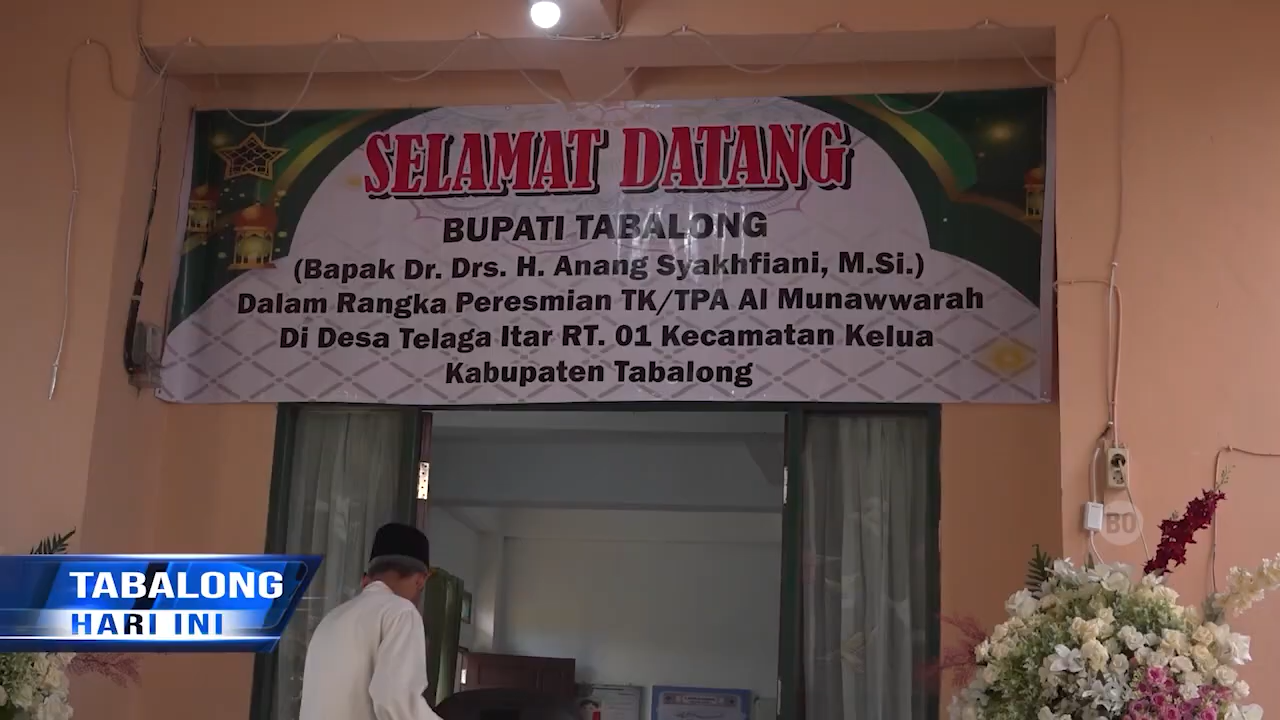 SELAMAT DATANG
BUPATI TABALONG
(Bapak Dr. Drs. H. Anang Syakhfiani, M.Si.)
Dalam Rangka Peresmian TK/TPA Al Munawwarah
Di Desa Telaga Itar RT. 01 Kecamatan Kelua
Kabupaten Tabalong
BO
TABALONG
HARI INI